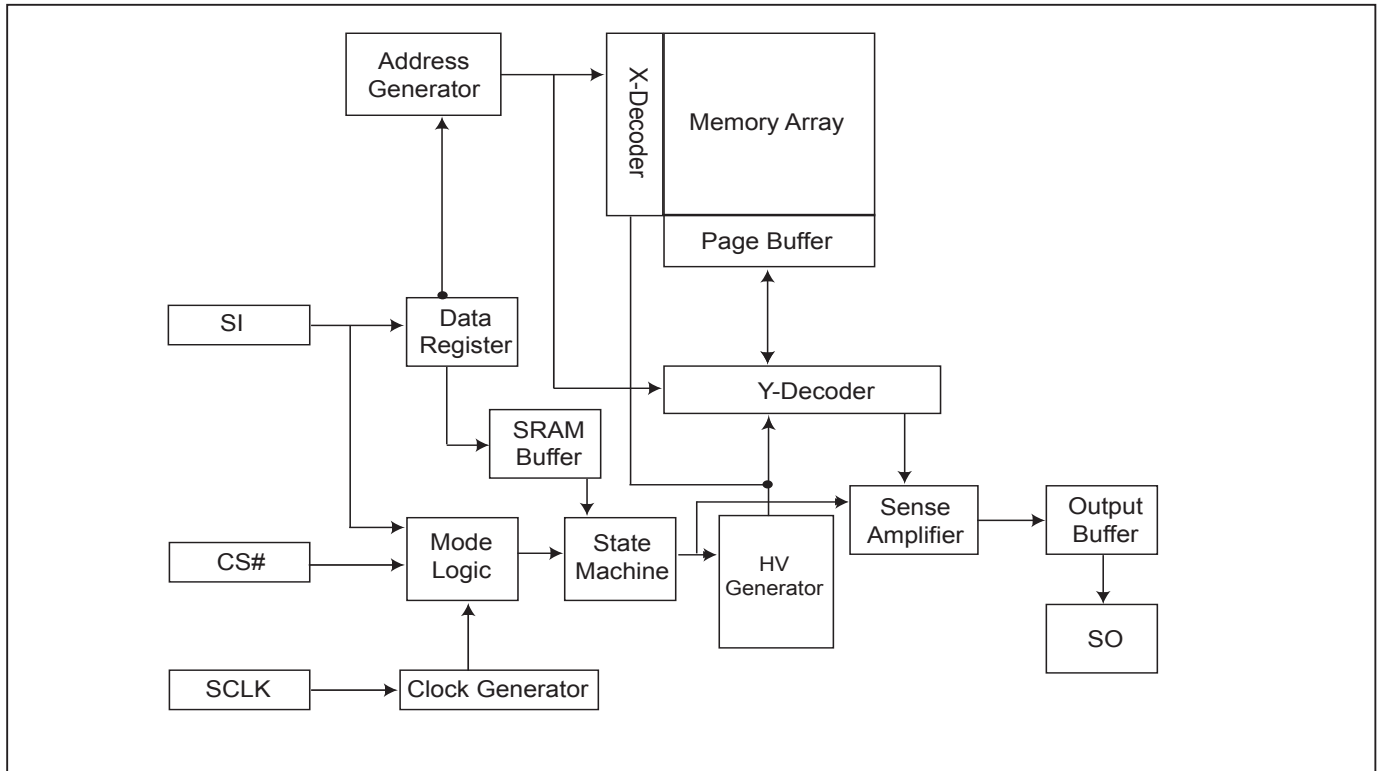 Address
Generator
X-Decoder
Memory Array
Page Buffer
SI
Data
Register
Y-Decoder
SRAM
Buffer
CS#
Mode
Logic
State
Machine
HV
Generator
Sense
Amplifier
Output
Buffer
SO
SCLK
Clock Generator